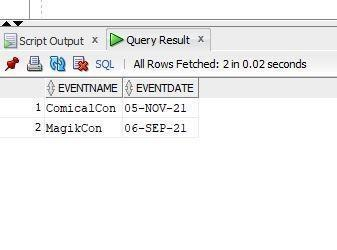 Script Output x Query Result x
SQL | All Rows Fetched: 2 in 0.02 seconds
EVENTNAME EVENTDATE
1 ComicalCon 05-NOV-21
2 MagikCon 06-SEP-21